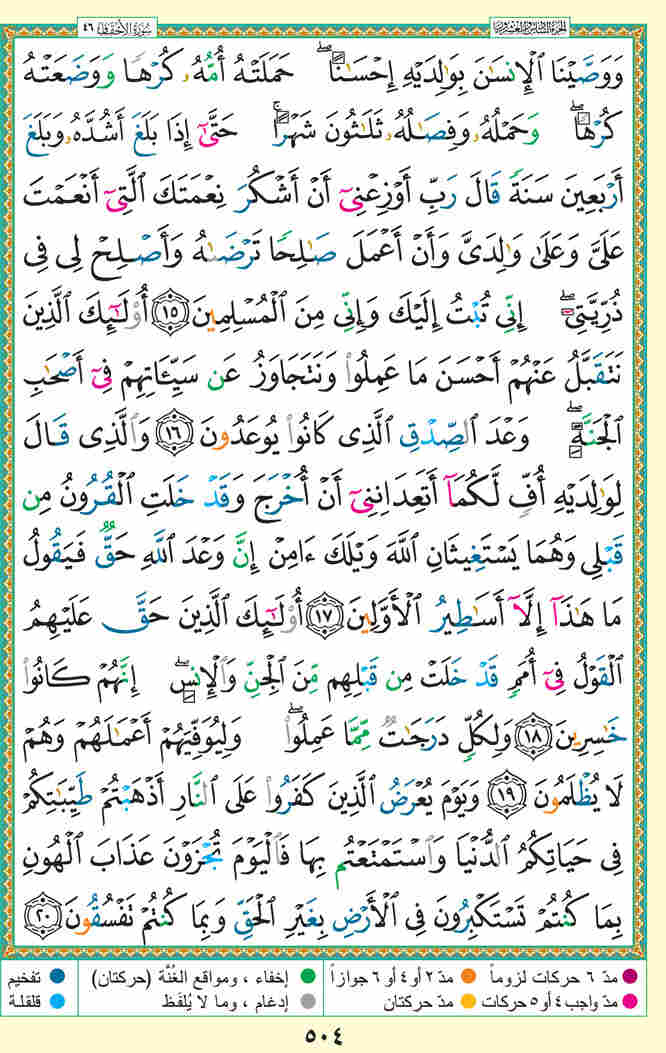 سُورَةُ الأَحْقَافِ ٤٦ الجزء السادس والعشرون
وَوَصَّيْنَا ٱلْإِنسَٰنَ بِوَٰلِدَيْهِ إِحْسَٰنًا ۖ حَمَلَتْهُ أُمُّهُۥ كُرْهًا وَوَضَعَتْهُ
كُرْهًا ۖ وَحَمْلُهُۥ وَفِصَٰلُهُۥ ثَلَٰثُونَ شَهْرًا ۚ حَتَّىٰٓ إِذَا بَلَغَ أَشُدَّهُۥ وَبَلَغَ
أَرْبَعِينَ سَنَةً قَالَ رَبِّ أَوْزِعْنِىٓ أَنْ أَشْكُرَ نِعْمَتَكَ ٱلَّتِىٓ أَنْعَمْتَ
عَلَىَّ وَعَلَىٰ وَٰلِدَىَّ وَأَنْ أَعْمَلَ صَٰلِحًا تَرْضَىٰهُ وَأَصْلِحْ لِى فِى
ذُرِّيَّتِىٓ ۖ إِنِّى تُبْتُ إِلَيْكَ وَإِنِّى مِنَ ٱلْمُسْلِمِينَ ١٥ أُو۟لَٰٓئِكَ ٱلَّذِينَ
نَتَقَبَّلُ عَنْهُمْ أَحْسَنَ مَا عَمِلُوا۟ وَنَتَجَاوَزُ عَن سَيِّـَٔاتِهِمْ فِىٓ أَصْحَٰبِ
ٱلْجَنَّةِ ۖ وَعْدَ ٱلصِّدْقِ ٱلَّذِى كَانُوا۟ يُوعَدُونَ ١٦ وَٱلَّذِى قَالَ
لِوَٰلِدَيْهِ أُفٍّ لَّكُمَآ أَتَعِدَانِنِىٓ أَنْ أُخْرَجَ وَقَدْ خَلَتِ ٱلْقُرُونُ مِن
قَبْلِى وَهُمَا يَسْتَغِيثَانِ ٱللَّهَ وَيْلَكَ ءَامِنْ إِنَّ وَعْدَ ٱللَّهِ حَقٌّ فَيَقُولُ
مَا هَٰذَآ إِلَّآ أَسَٰطِيرُ ٱلْأَوَّلِينَ ١٧ أُو۟لَٰٓئِكَ ٱلَّذِينَ حَقَّ عَلَيْهِمُ
ٱلْقَوْلُ فِىٓ أُمَمٍ قَدْ خَلَتْ مِن قَبْلِهِم مِّنَ ٱلْجِنِّ وَٱلْإِنسِ ۖ إِنَّهُمْ كَانُوا۟
خَٰسِرِينَ ١٨ وَلِكُلٍّ دَرَجَٰتٌ مِّمَّا عَمِلُوا۟ ۖ وَلِيُوَفِّيَهُمْ أَعْمَٰلَهُمْ وَهُمْ
لَا يُظْلَمُونَ ١٩ وَيَوْمَ يُعْرَضُ ٱلَّذِينَ كَفَرُوا۟ عَلَى ٱلنَّارِ أَذْهَبْتُمْ طَيِّبَٰتِكُمْ
فِى حَيَاتِكُمُ ٱلدُّنْيَا وَٱسْتَمْتَعْتُم بِهَا فَٱلْيَوْمَ تُجْزَوْنَ عَذَابَ ٱلْهُونِ
بِمَا كُنتُمْ تَسْتَكْبِرُونَ فِى ٱلْأَرْضِ بِغَيْرِ ٱلْحَقِّ وَبِمَا كُنتُمْ تَفْسُقُونَ ٢٠
مدّ ٦ حركات لزوماً مدّ ٢ أو ٤ أو ٦ جوازاً إخفاء ، ومواقع الغُنَّة (حركتان) تفخيم
مدّ واجب ٤ أو ٥ حركات مدّ حركتان إدغام ، وما لا يُلفَظ قلقلة
٥٠٤